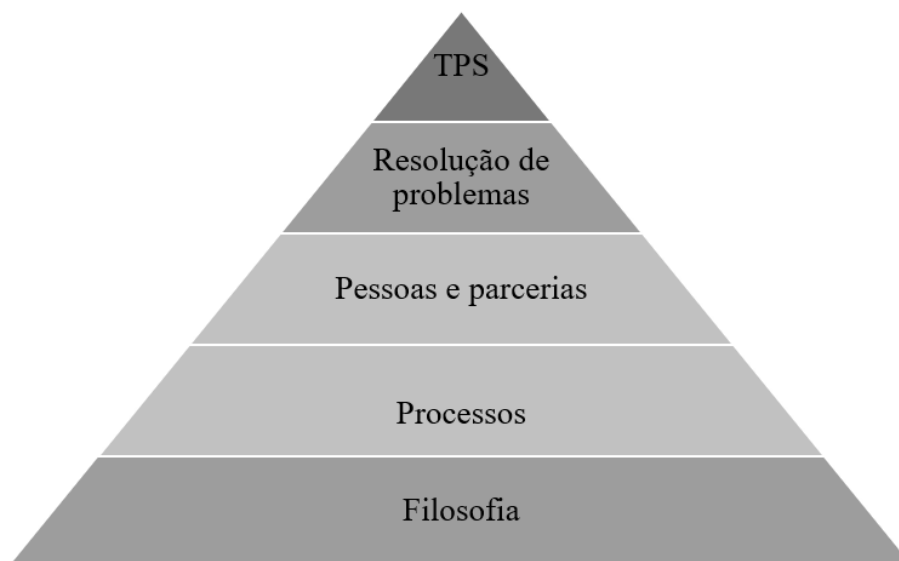 TPS
Resolução de
problemas
Pessoas e parcerias
Processos
Filosofia